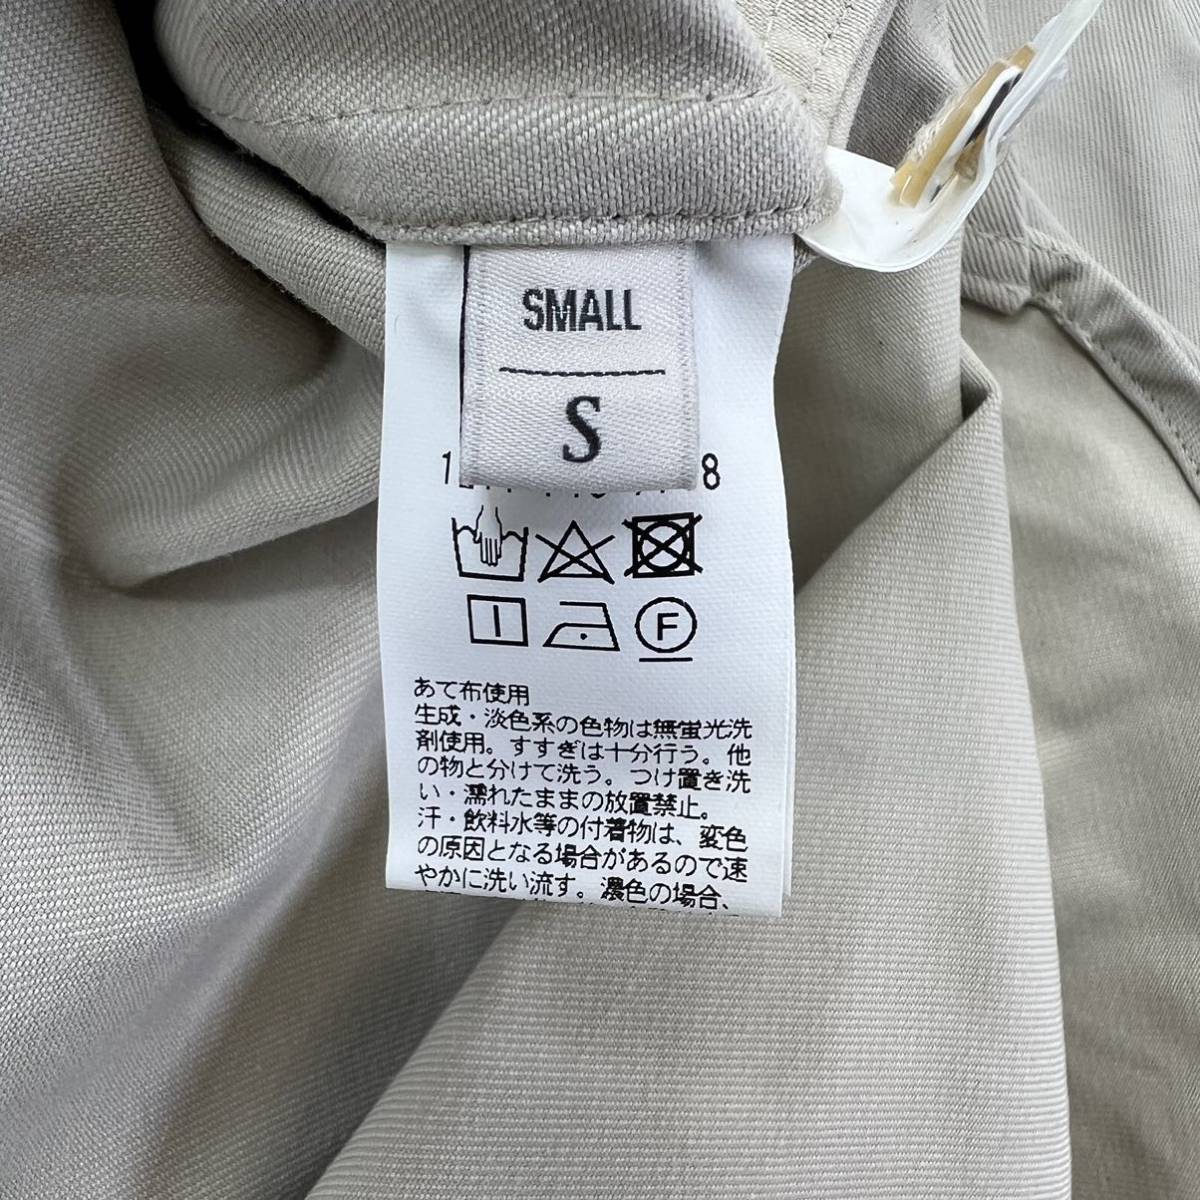 SMALL
S
8
F
あて布使用
生成・淡色系の色物は無蛍光洗
剤使用。すすぎは十分行う。他
の物と分けて洗う。つけ置き洗
い・濡れたままの放置禁止。
汗・飲料水等の付着物は、変色
の原因となる場合があるので速
やかに洗い流す。濃色の場合、